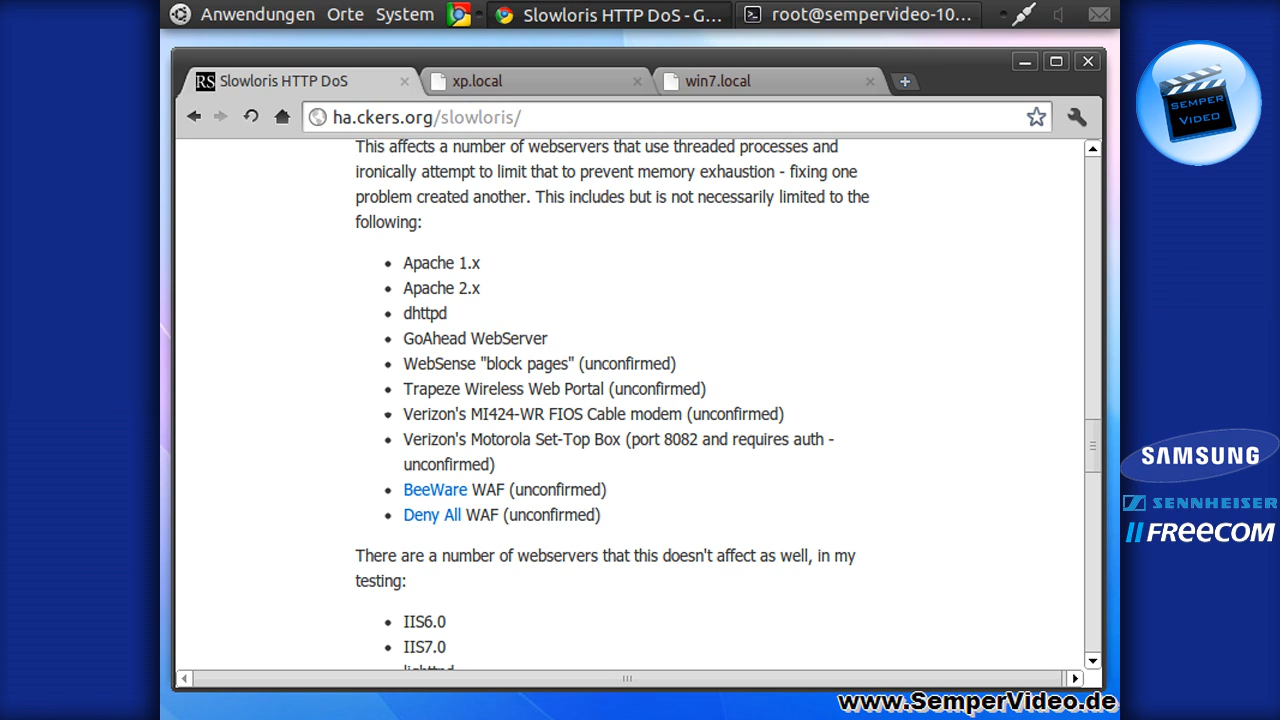 Anwendungen Orte System Slowloris HTTP DoS - G... root@sempervideo-10...
Slowloris HTTP DoS xp.local win7.local
ha.ckers.org/slowloris/
This affects a number of webservers that use threaded processes and
ironically attempt to limit that to prevent memory exhaustion - fixing one
problem created another. This includes but is not necessarily limited to the
following:
Apache 1.x
Apache 2.x
dhttpd
GoAhead WebServer
WebSense "block pages" (unconfirmed)
Trapeze Wireless Web Portal (unconfirmed)
Verizon's MI424-WR FIOS Cable modem (unconfirmed)
Verizon's Motorola Set-Top Box (port 8082 and requires auth -
unconfirmed)
BeeWare WAF (unconfirmed)
Deny All WAF (unconfirmed)
There are a number of webservers that this doesn't affect as well, in my
testing:
IIS6.0
IIS7.0
lighttpd
RS
SEMPER
VIDEO
SAMSUNG
SENNHEISER
FREECOM
www.SemperVideo.de